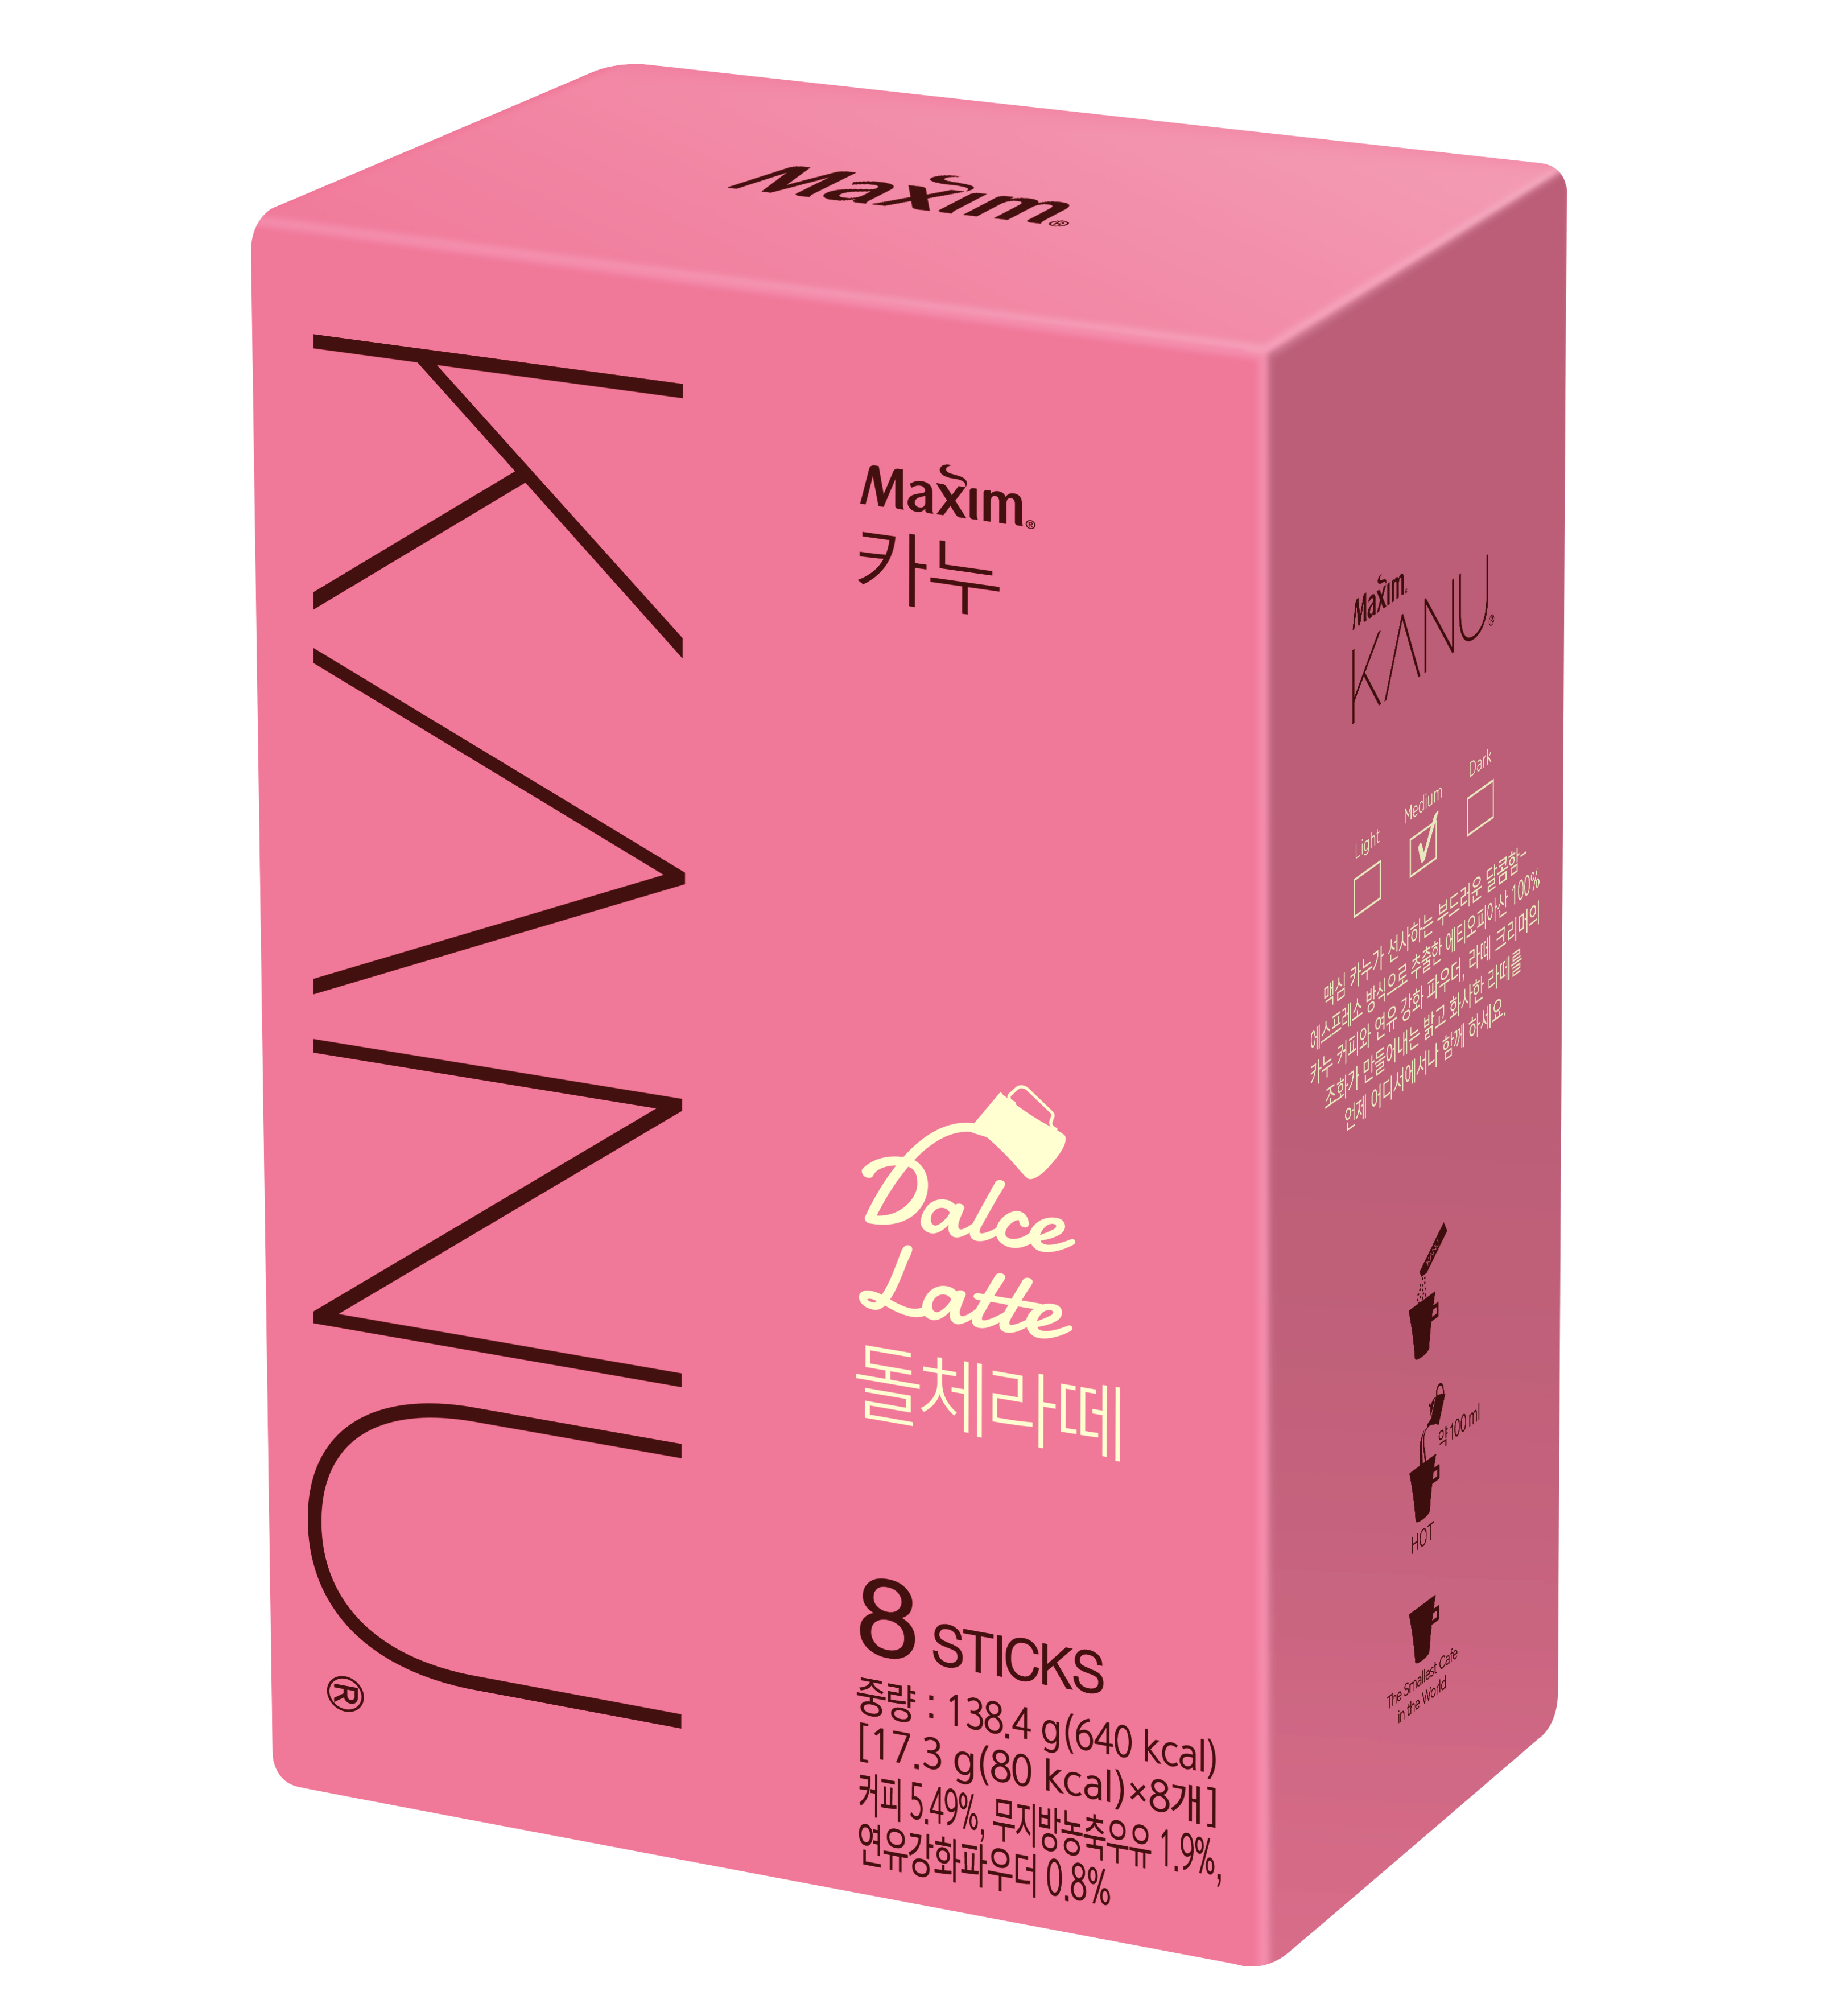 Maxim®
KANU®
Maxim®
카누
Dalce
Latte
돌체라떼
8 STICKS
중량 : 138.4 g(640 kcal)
[17.3 g(80 kcal)×8개]
커피 5.49%, 무지방농축우유 1.9%,
연유강화파우더 0.8%
Maxim®
KANU®
Light
Medium
Dark
맥심 카누가 선사하는 부드러운 달콤함-
에스프레소 방식으로 추출한 에티오피아산 100%
카누 커피와 연유 강화 파우더, 라떼 크리머의
조화가 만들어내는 밝고 화사한 라떼를
언제 어디서에서나 함께 하세요.
약 100 ml
HOT
The Smallest Cafe
in the World